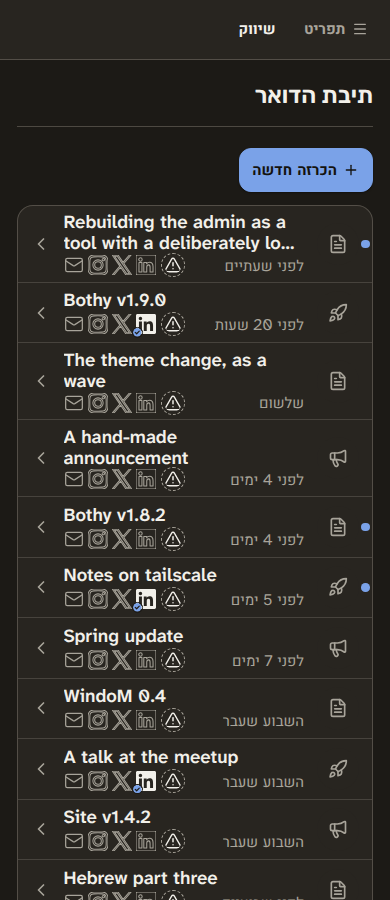 תפריט
שיווק
תיבת הדואר
הכרזה חדשה
Rebuilding the admin as a
tool with a deliberately lo...
לפני שעתיים
Bothy v1.9.0
לפני 20 שעות
The theme change, as a
wave
שלשום
A hand-made
announcement
לפני 4 ימים
Bothy v1.8.2
לפני 4 ימים
Notes on tailscale
לפני 5 ימים
Spring update
לפני 7 ימים
WindoM 0.4
השבוע שעבר
A talk at the meetup
השבוע שעבר
Site v1.4.2
השבוע שעבר
Hebrew part three